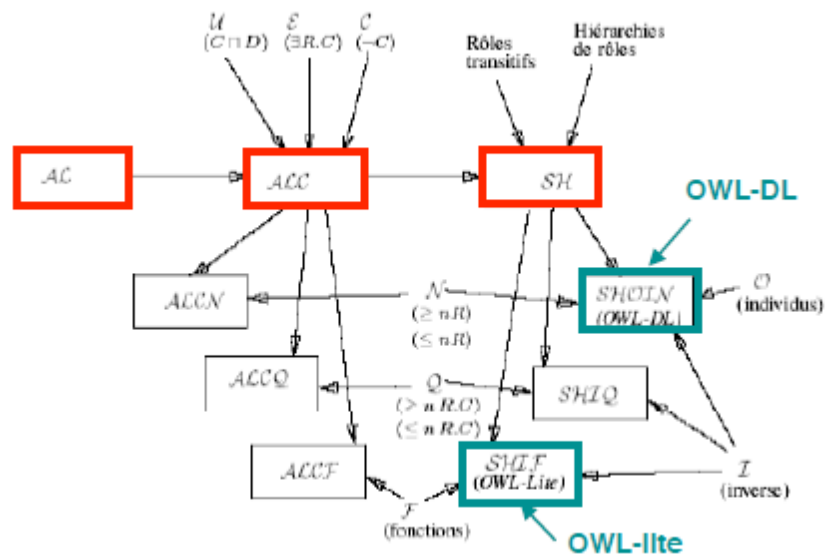 𝒰
(C ⊓ D)
ℰ
(∃R.C)
𝒞
(¬C)
Rôles
transitifs
Hiérarchies
de rôles
𝒜ℒ
𝒜ℒ𝒞
𝒮ℋ
OWL-DL
𝒜ℒ𝒞𝒩
𝒩
(≥ nR)
(≤ nR)
𝒮ℋ𝒪ℐ𝒩
(OWL-DL)
𝒪
(individus)
𝒜ℒ𝒞𝒬
𝒬
(> n R.C)
(≤ n R.C)
𝒮ℋℐ𝒬
𝒜ℒ𝒞ℱ
𝒮ℋℐℱ
(OWL-Lite)
ℐ
(inverse)
ℱ
(fonctions)
OWL-lite